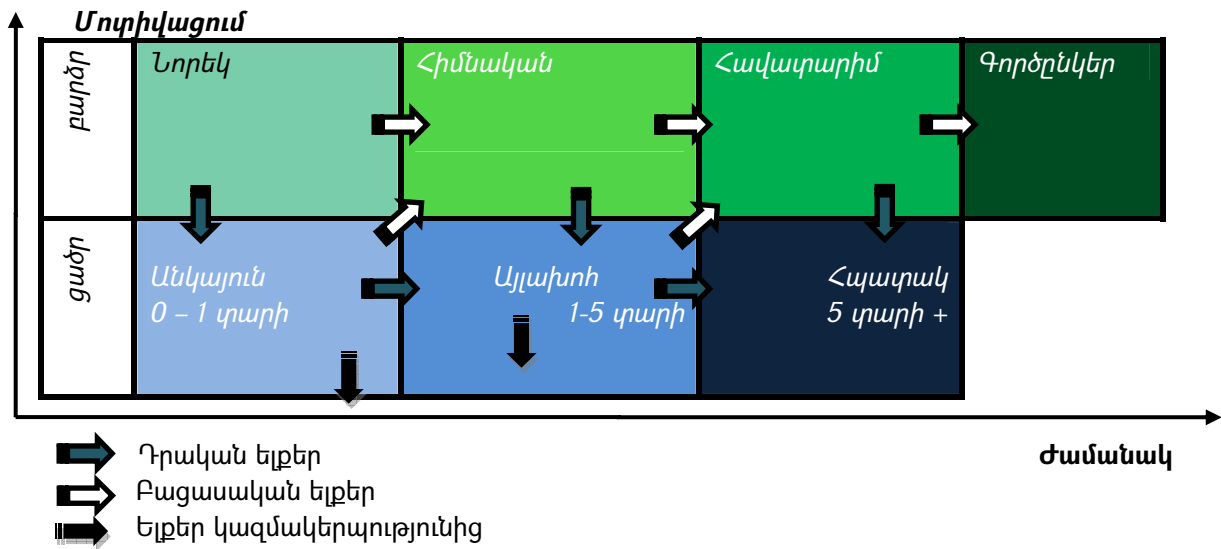 Մոտիվացում
բարձր
Նորեկ
Հիմնական
Հավատարիմ
Գործընկեր
ցածր
Անկայուն
0 – 1 տարի
Այլախոհ
1-5 տարի
Հպատակ
5 տարի +
Ժամանակ
Դրական ելքեր
Բացասական ելքեր
Ելքեր կազմակերպությունից